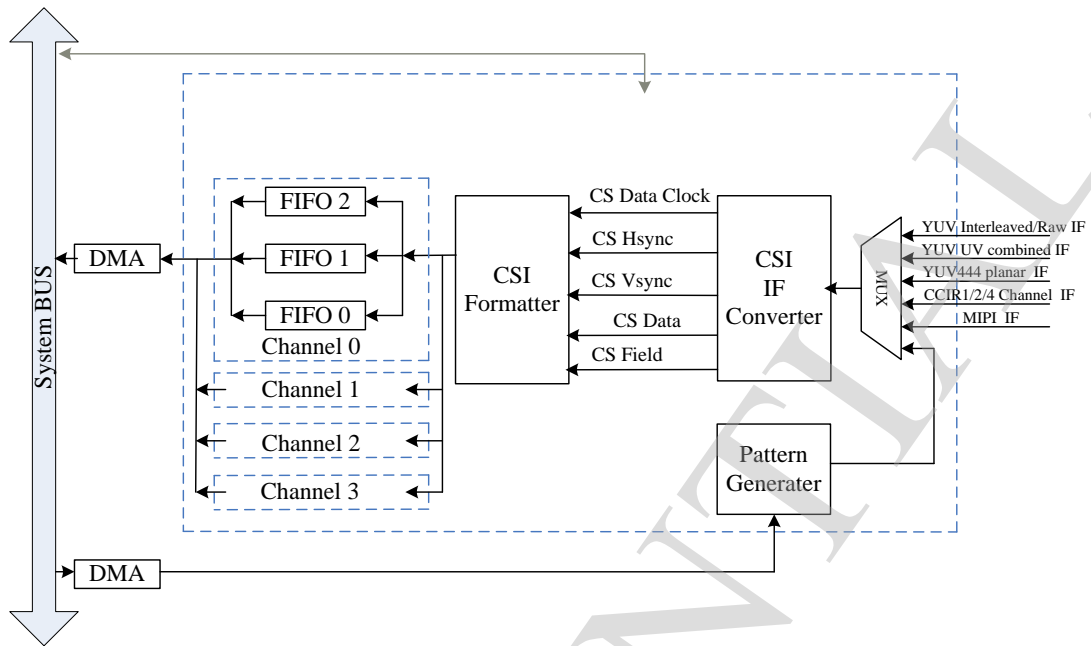 System BUS
DMA
FIFO 2
FIFO 1
FIFO 0
Channel 0
Channel 1
Channel 2
Channel 3
CSI
Formatter
CS Data Clock
CS Hsync
CS Vsync
CS Data
CS Field
CSI
IF
Converter
MUX
YUV Interleaved/Raw IF
YUV UV combined IF
YUV444 planar IF
CCIR1/2/4 Channel IF
MIPI IF
Pattern
Generater
DMA
NTIAL